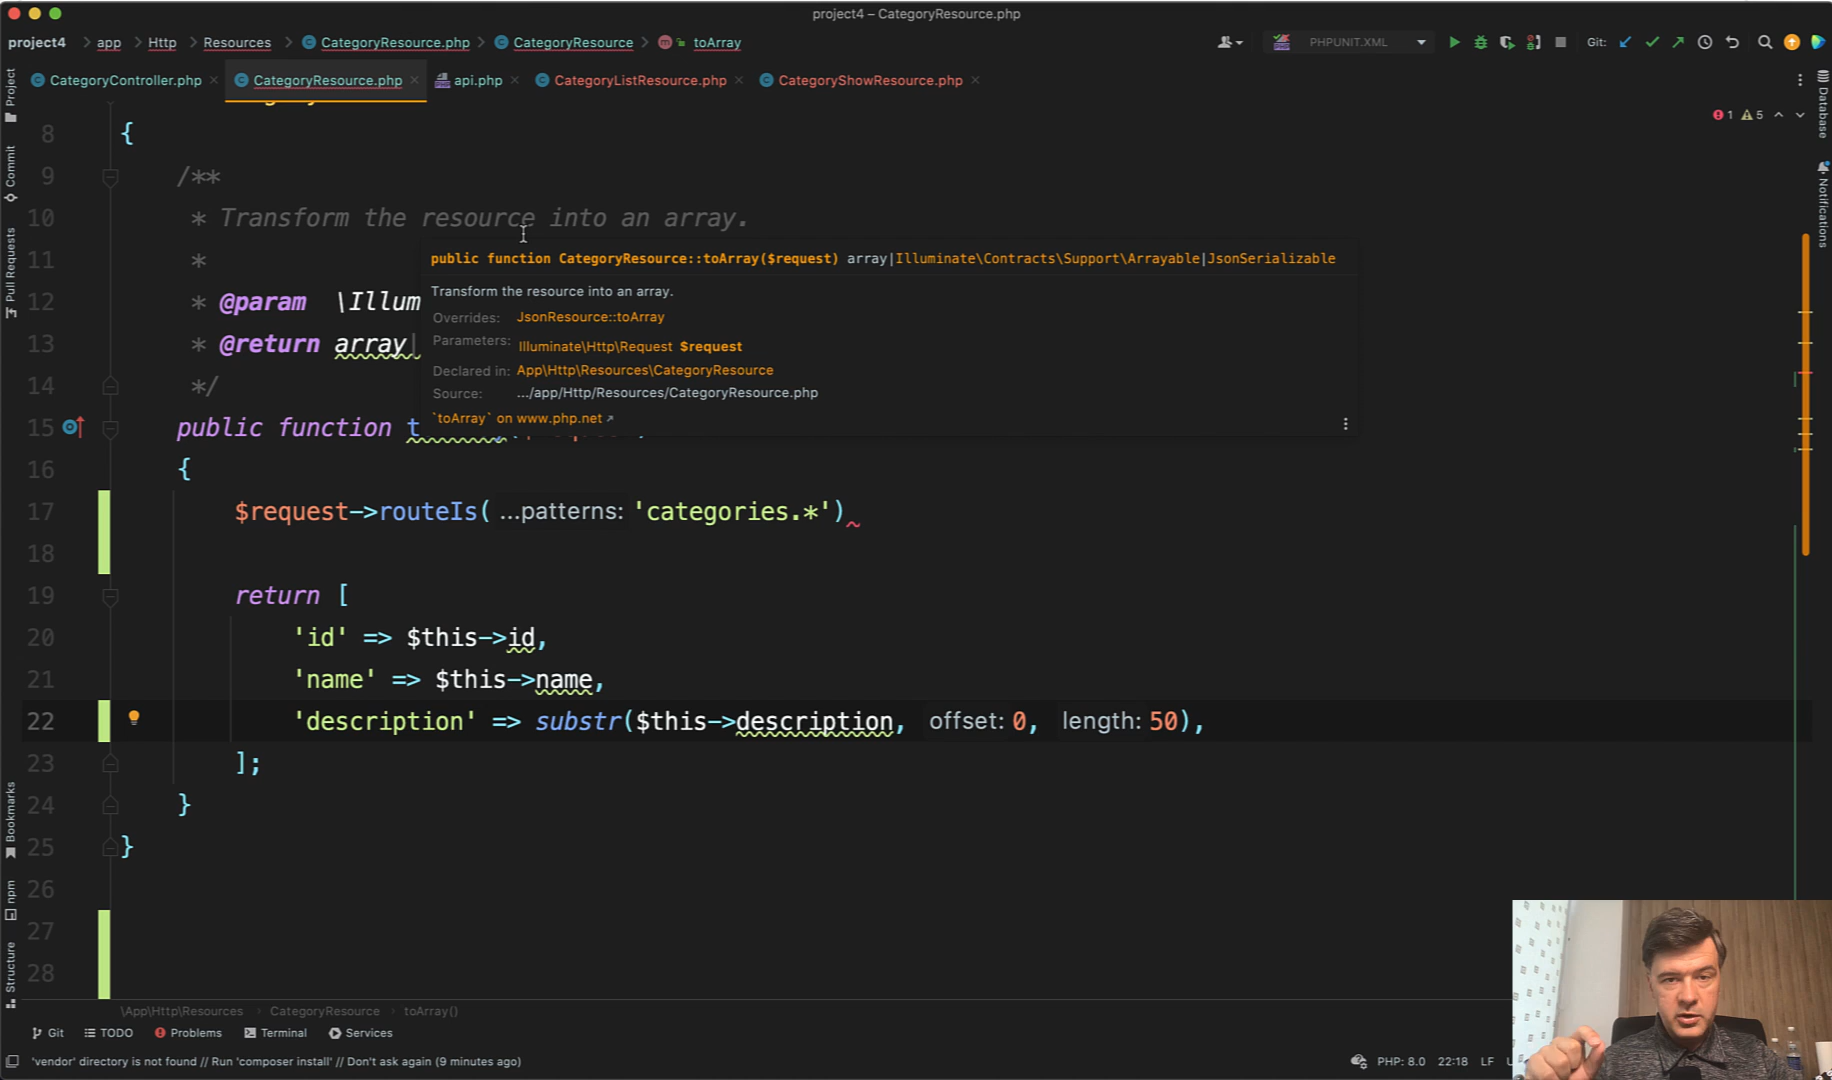 project4 – CategoryResource.php
project4 app Http Resources CategoryResource.php CategoryResource toArray
PHPUNIT.XML Git:
CategoryController.php CategoryResource.php api.php CategoryListResource.php CategoryShowResource.php
1 5
8 {
9 /**
10 * Transform the resource into an array.
11 *
public function CategoryResource::toArray($request) array|Illuminate\Contracts\Support\Arrayable|JsonSerializable
Transform the resource into an array.
12 * @param \Illum
Overrides: JsonResource::toArray
13 * @return array|
Parameters: Illuminate\Http\Request $request
Declared in: App\Http\Resources\CategoryResource
14 */
Source: .../app/Http/Resources/CategoryResource.php
`toArray` on www.php.net
15 public function t
16 {
17 $request->routeIs( ...patterns: 'categories.*')
18
19 return [
20 'id' => $this->id,
21 'name' => $this->name,
22 'description' => substr($this->description, offset: 0, length: 50),
23 ];
24 }
25 }
26
27
28
\App\Http\Resources CategoryResource toArray()
Git TODO Problems Terminal Services
'vendor' directory is not found // Run 'composer install' // Don't ask again (9 minutes ago)
PHP: 8.0 22:18 LF
Project
Commit
Pull Requests
Bookmarks
npm
Structure
Database
Notifications